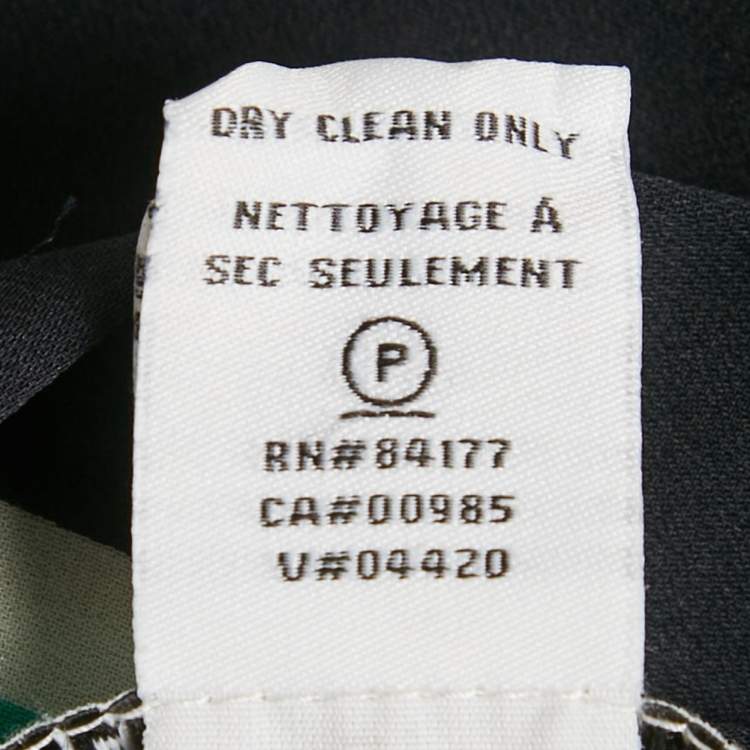 DRY CLEAN ONLY
NETTOYAGE À
SEC SEULEMENT
P
RN#84177
CA#00985
V#04420